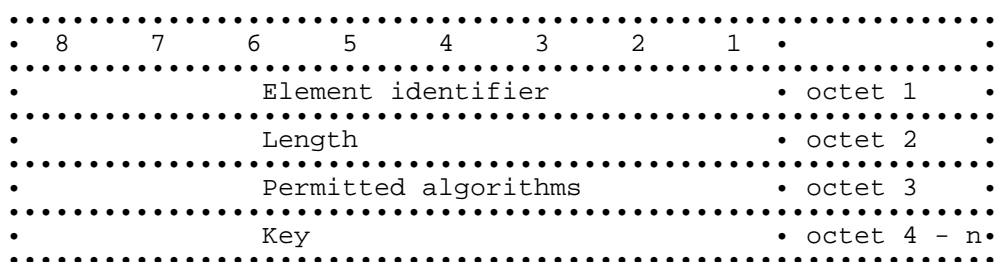 8 7 6 5 4 3 2 1
Element identifier octet 1
Length octet 2
Permitted algorithms octet 3
Key octet 4 - n